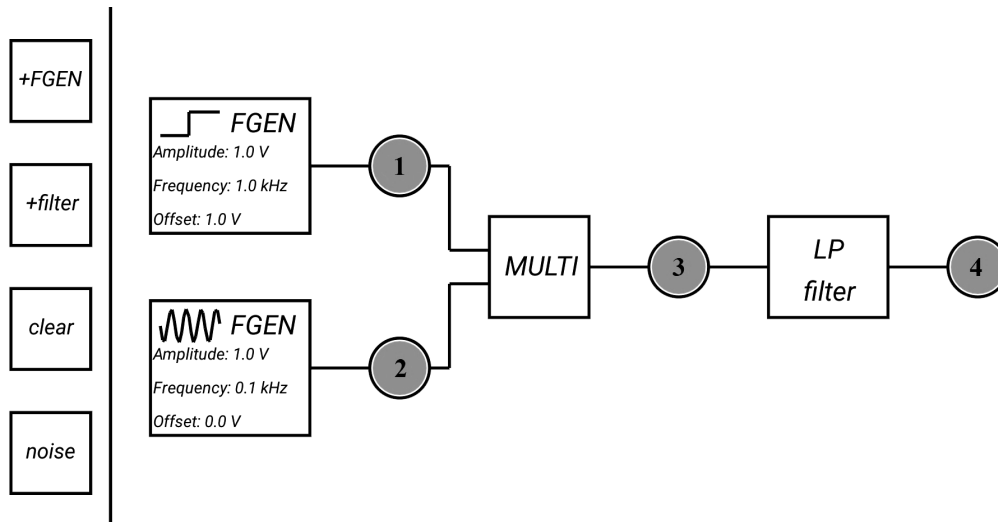 +FGEN
+filter
clear
noise
FGEN
Amplitude: 1.0 V
Frequency: 1.0 kHz
Offset: 1.0 V
1
FGEN
Amplitude: 1.0 V
Frequency: 0.1 kHz
Offset: 0.0 V
2
MULTI
3
LP
filter
4